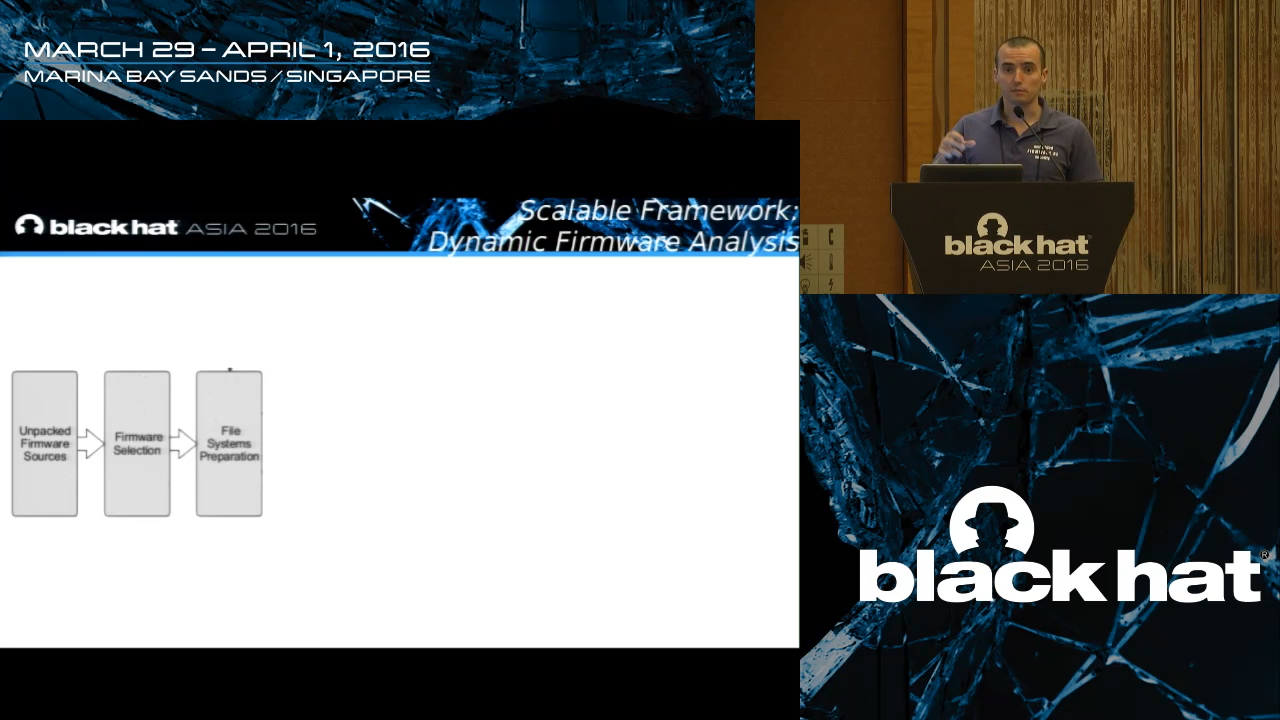 MARCH 29 – APRIL 1, 2016
MARINA BAY SANDS / SINGAPORE
black hat ASIA 2016
Scalable Framework:
Dynamic Firmware Analysis
Unpacked
Firmware
Sources
Firmware
Selection
File
Systems
Preparation
black hat
ASIA 2016
black hat®